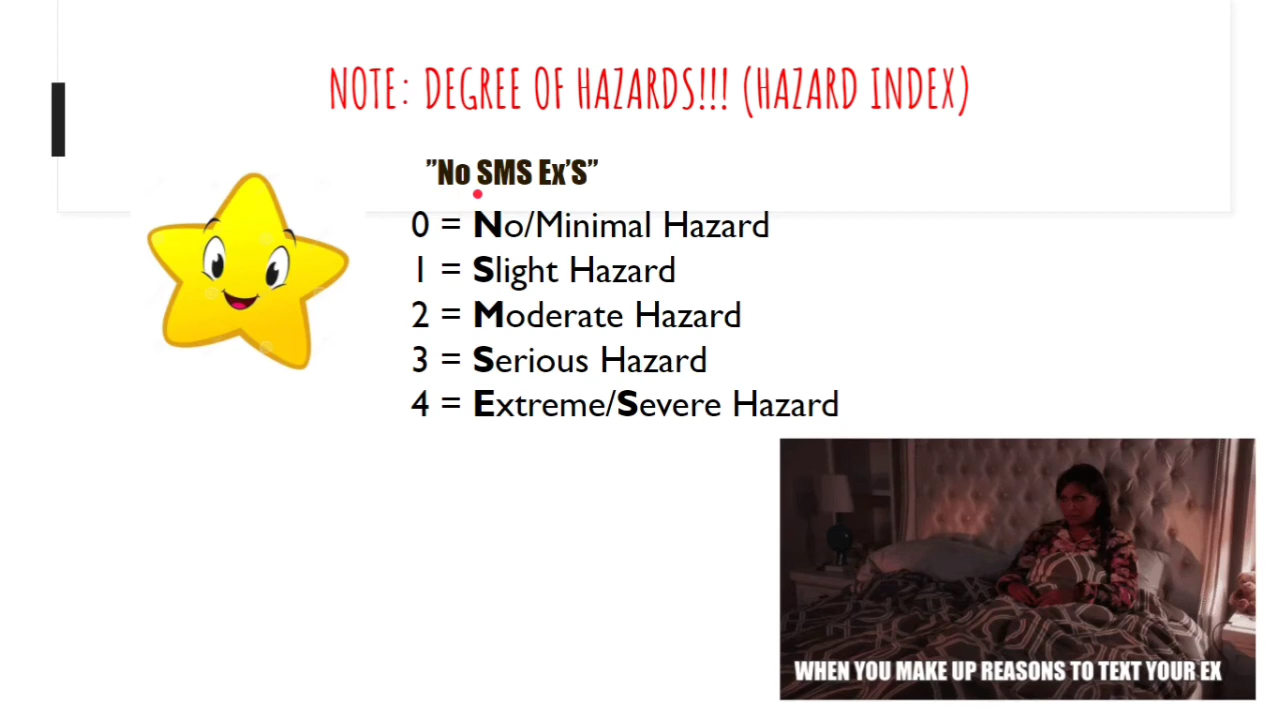 NOTE: DEGREE OF HAZARDS!!! (HAZARD INDEX)
”No SMS Ex’S”
0 = No/Minimal Hazard
1 = Slight Hazard
2 = Moderate Hazard
3 = Serious Hazard
4 = Extreme/Severe Hazard
WHEN YOU MAKE UP REASONS TO TEXT YOUR EX